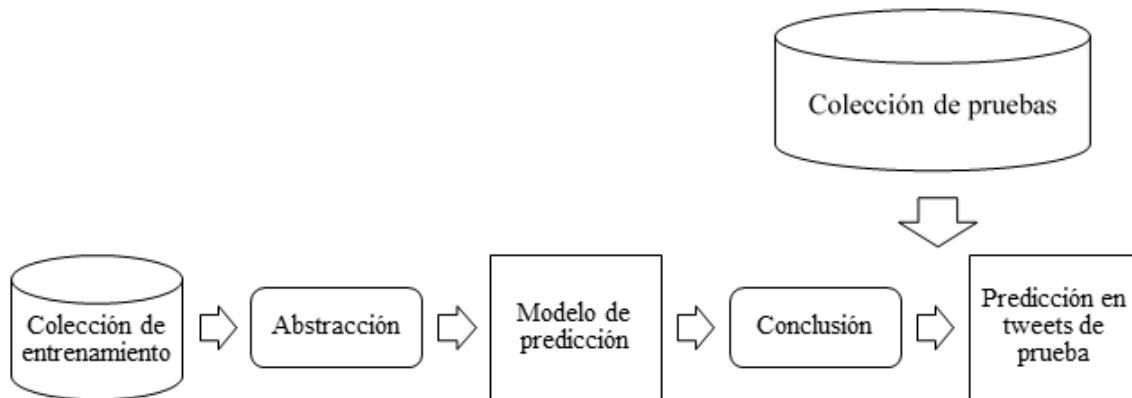 Colección de pruebas
Colección de
entrenamiento
Abstracción
Modelo de
predicción
Conclusión
Predicción en
tweets de
prueba